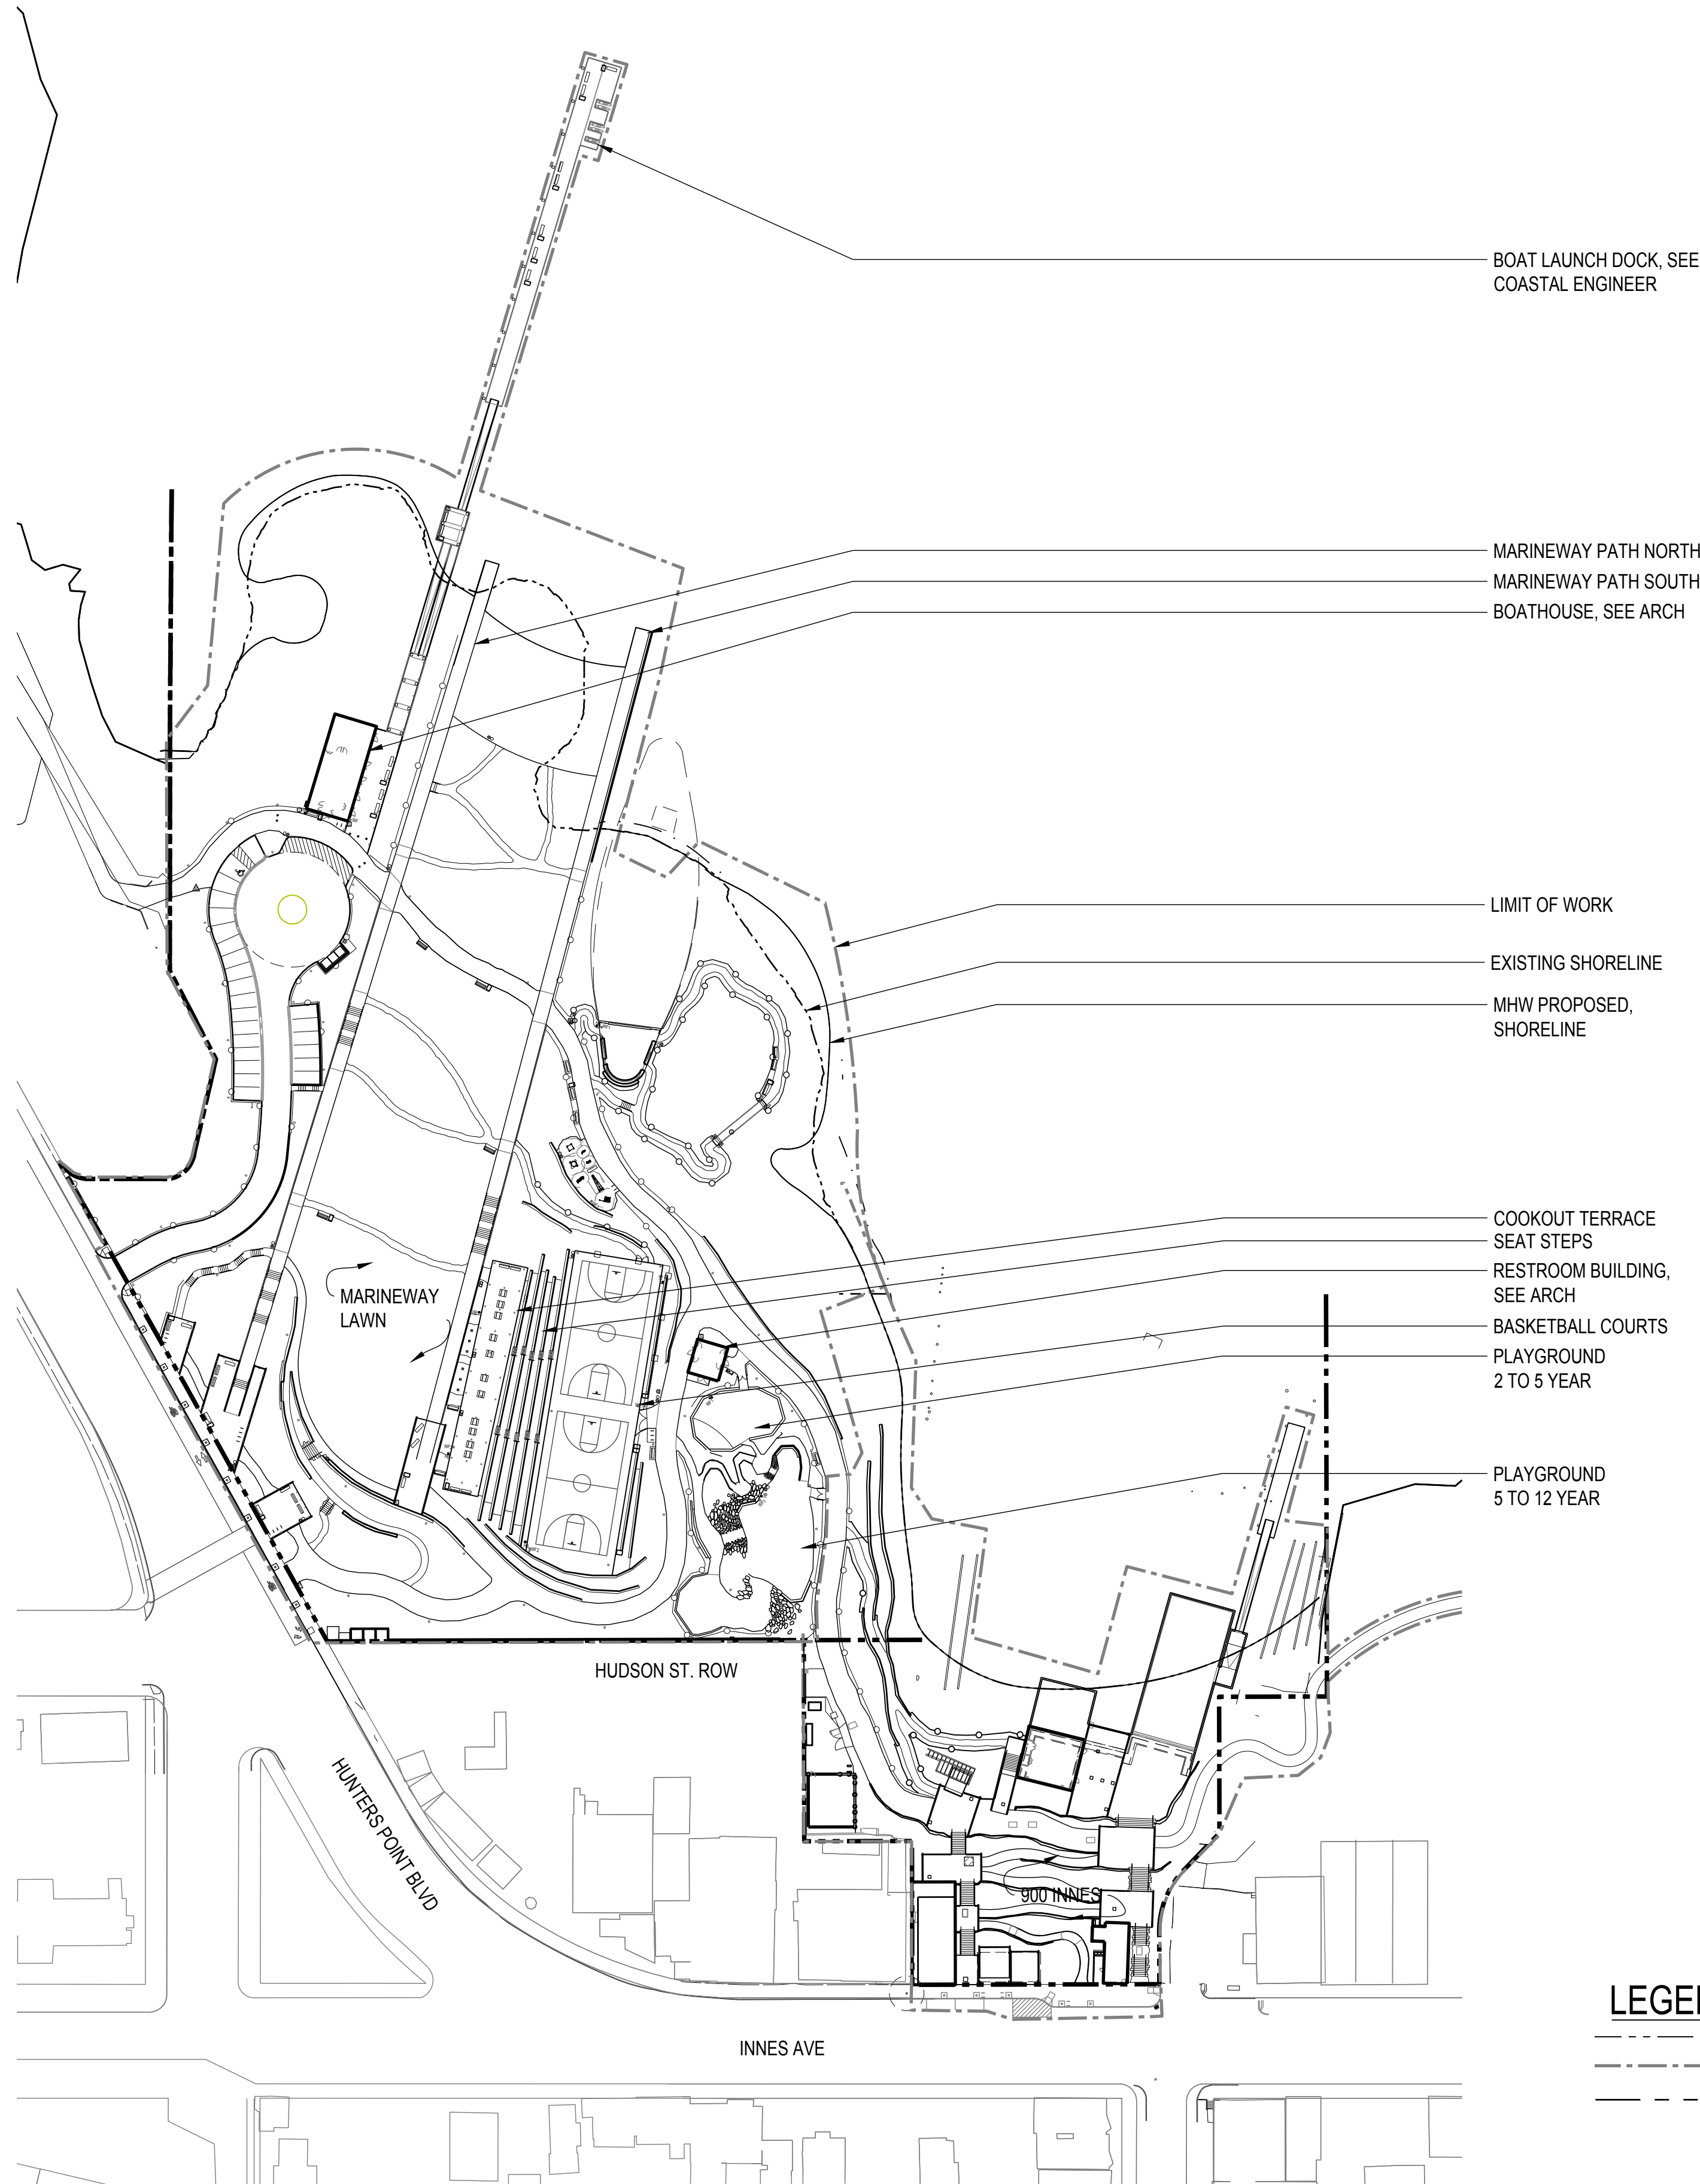 BOAT LAUNCH DOCK, SEE
COASTAL ENGINEER
MARINEWAY PATH NORTH
MARINEWAY PATH SOUTH
BOATHOUSE, SEE ARCH
LIMIT OF WORK
EXISTING SHORELINE
MHW PROPOSED,
SHORELINE
COOKOUT TERRACE
SEAT STEPS
RESTROOM BUILDING,
SEE ARCH
BASKETBALL COURTS
PLAYGROUND
2 TO 5 YEAR
PLAYGROUND
5 TO 12 YEAR
MARINEWAY
LAWN
HUDSON ST. ROW
HUNTERS POINT BLVD
900 INNES
INNES AVE